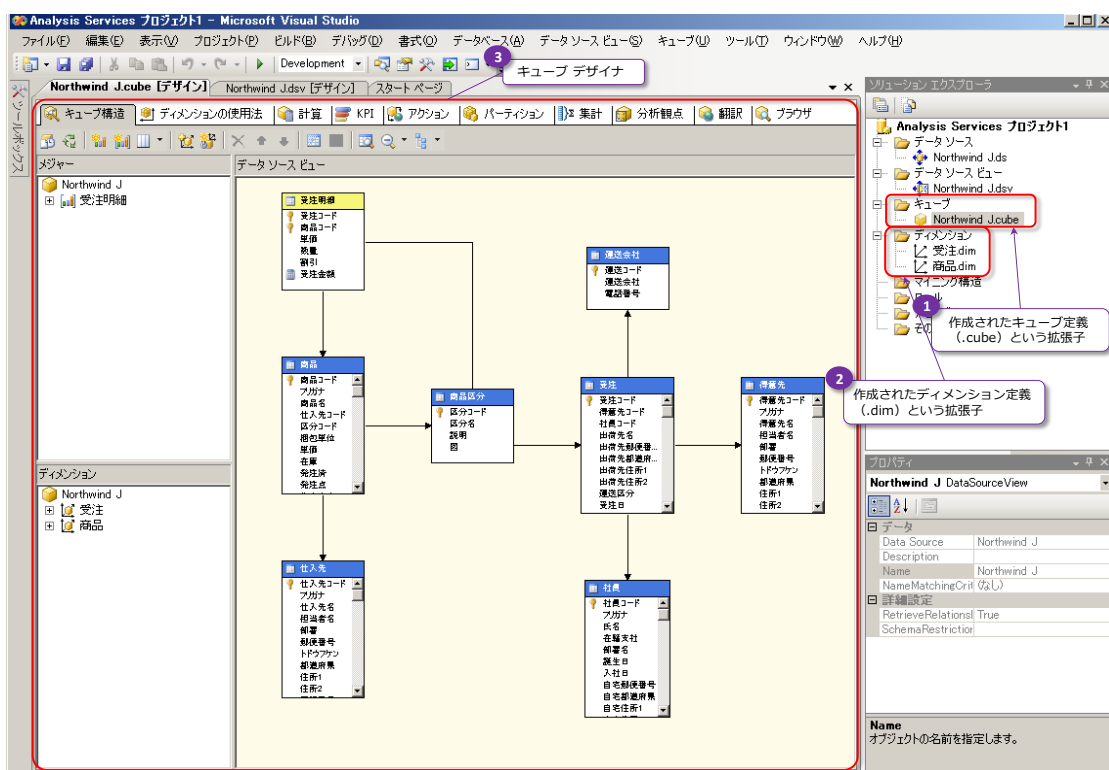 Analysis Services プロジェクト1 - Microsoft Visual Studio
ファイル(F) 編集(E) 表示(V) プロジェクト(P) ビルド(B) デバッグ(D) 書式(O) データベース(A) データ ソース ビュー(S) キューブ(U) ツール(T) ウィンドウ(W) ヘルプ(H)
Development
3
キューブ デザイナ
ツールボックス
Northwind J.cube [デザイン] Northwind J.dsv [デザイン] スタート ページ
キューブ構造 ディメンションの使用法 計算 KPI アクション パーティション 集計 分析観点 翻訳 ブラウザ
メジャー
Northwind J
受注明細
ディメンション
Northwind J
受注
商品
データ ソース ビュー
受注明細
受注コード
商品コード
単価
数量
割引
受注金額
運送会社
運送コード
運送会社
電話番号
商品
商品コード
フリガナ
商品名
仕入先コード
区分コード
梱包単位
単価
在庫
発注済
発注点
商品区分
区分コード
区分名
説明
図
受注
受注コード
得意先コード
社員コード
出荷先名
出荷先郵便番...
出荷先都道府...
出荷先住所1
出荷先住所2
運送区分
受注日
得意先
得意先コード
フリガナ
得意先名
担当者名
部署
郵便番号
トドウフケン
都道府県
住所1
住所2
仕入先
仕入先コード
フリガナ
仕入先名
担当者名
部署
郵便番号
トドウフケン
都道府県
住所1
住所2
社員
社員コード
フリガナ
氏名
在籍支社
部署名
誕生日
入社日
自宅郵便番号
自宅都道府県
自宅住所1
ソリューション エクスプローラ
Analysis Services プロジェクト1
データ ソース
Northwind J.ds
データ ソース ビュー
Northwind J.dsv
キューブ
Northwind J.cube
ディメンション
受注.dim
商品.dim
マイニング構造
1
作成されたキューブ定義
（.cube）という拡張子
2
作成されたディメンション定義
（.dim）という拡張子
プロパティ
Northwind J DataSourceView
データ
Data Source Northwind J
Description
Name Northwind J
NameMatchingCrit (なし)
詳細設定
RetrieveRelationsl True
SchemaRestriction
Name
オブジェクトの名前を指定します。